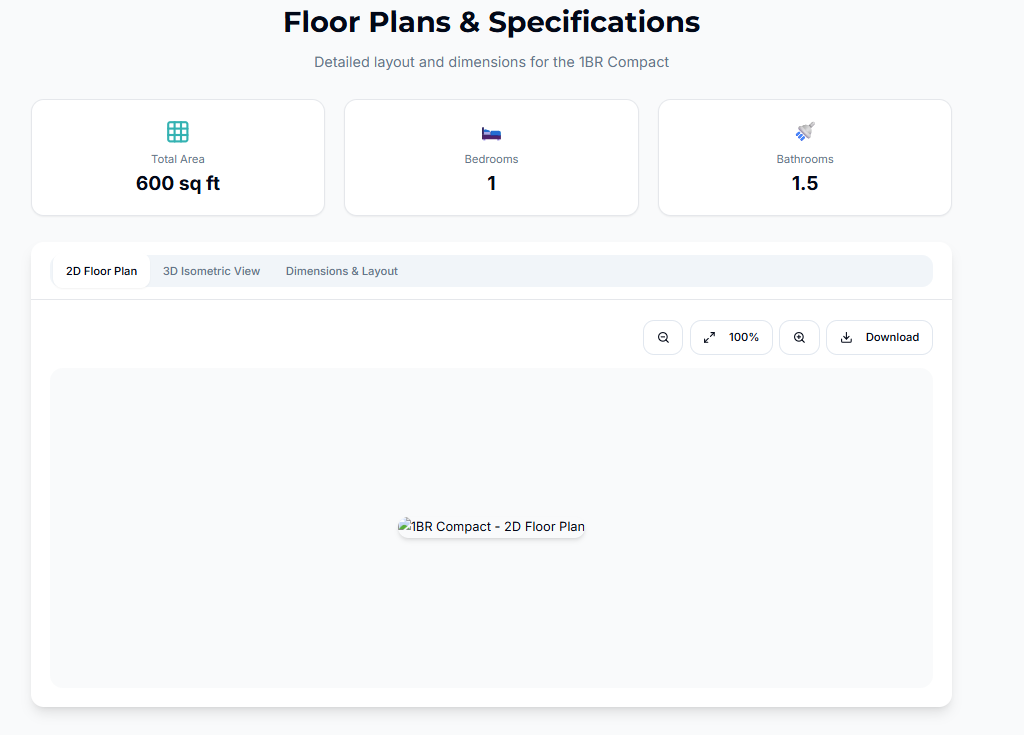 Floor Plans & Specifications
Detailed layout and dimensions for the 1BR Compact
Total Area
600 sq ft
Bedrooms
1
Bathrooms
1.5
2D Floor Plan
3D Isometric View
Dimensions & Layout
100%
Download
1BR Compact - 2D Floor Plan